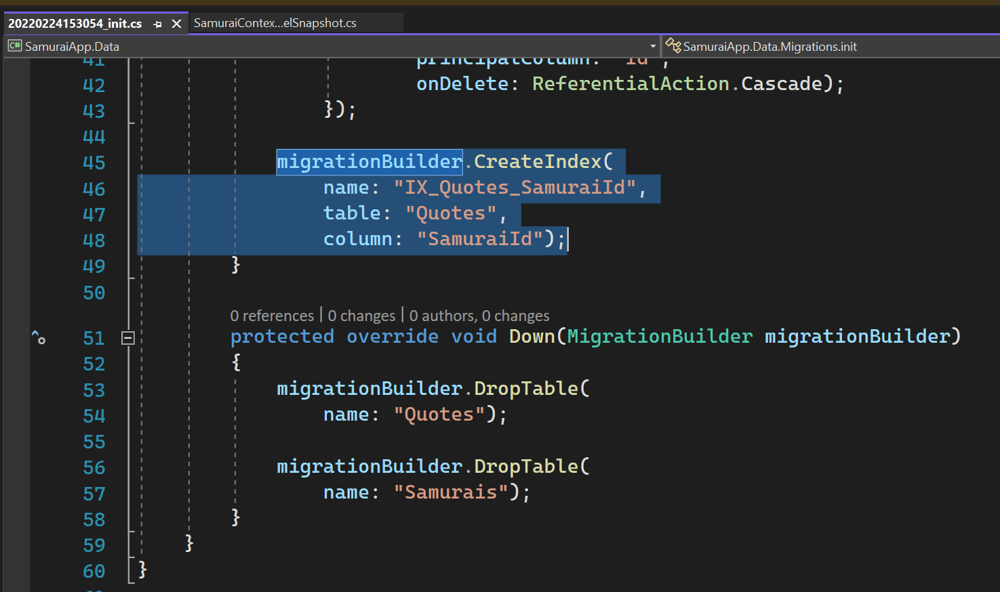 20220224153054_init.cs
SamuraiContex...elSnapshot.cs
C# SamuraiApp.Data
SamuraiApp.Data.Migrations.init
41 principalColumn: "Id",
42 onDelete: ReferentialAction.Cascade);
43 });
44
45 migrationBuilder.CreateIndex(
46 name: "IX_Quotes_SamuraiId",
47 table: "Quotes",
48 column: "SamuraiId");
49 }
50
0 references | 0 changes | 0 authors, 0 changes
51 protected override void Down(MigrationBuilder migrationBuilder)
52 {
53 migrationBuilder.DropTable(
54 name: "Quotes");
55
56 migrationBuilder.DropTable(
57 name: "Samurais");
58 }
59 }
60 }